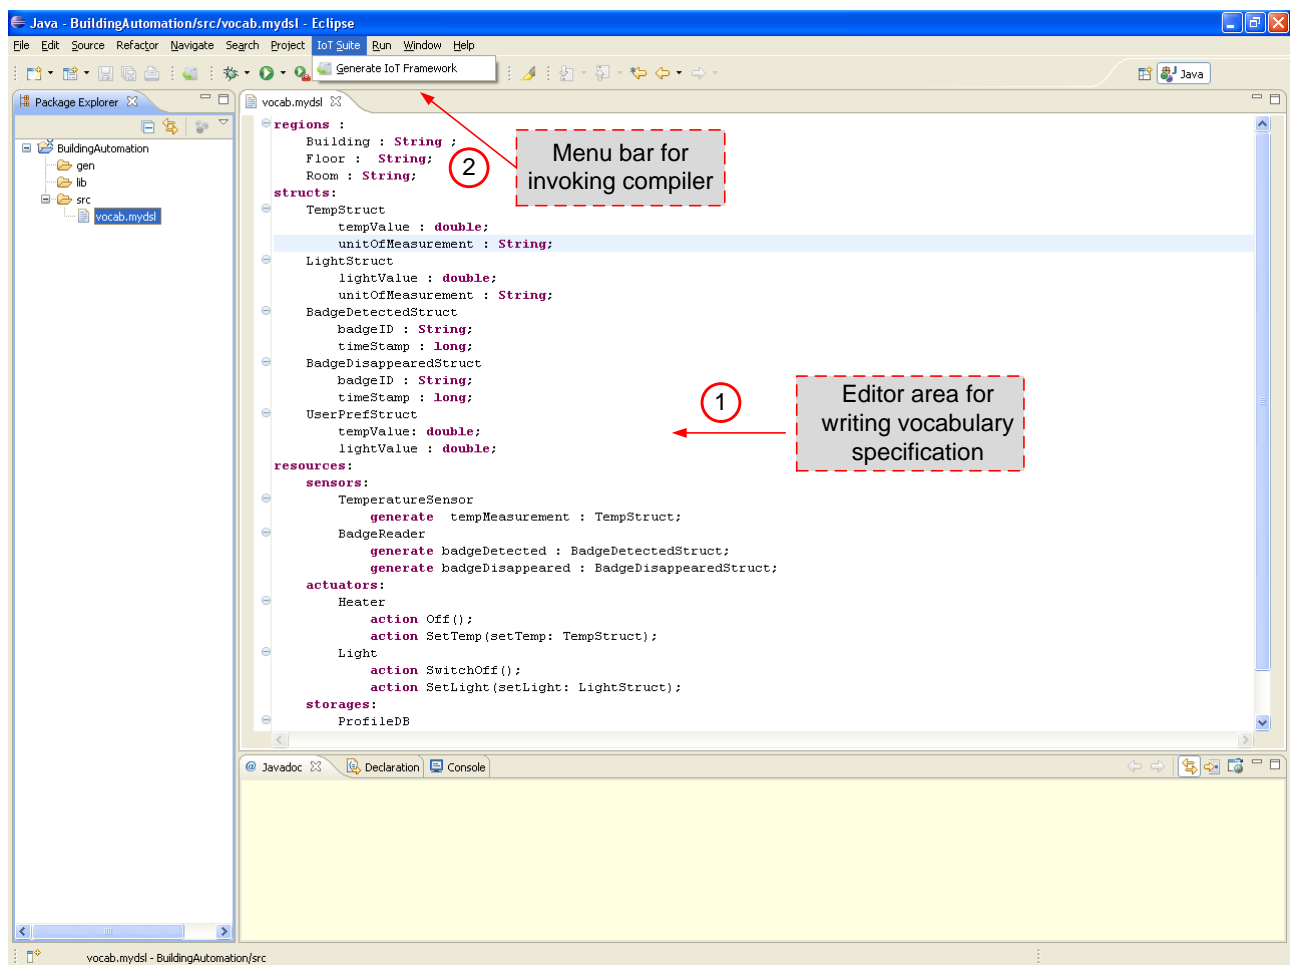 Java - BuildingAutomation/src/vocab.mydsl - Eclipse
File Edit Source Refactor Navigate Search Project IoT Suite Run Window Help
Generate IoT Framework
Java
Package Explorer
vocab.mydsl
BuildingAutomation
gen
lib
src
vocab.mydsl
regions :
Building : String ;
Floor :  String;
Room : String;
structs:
TempStruct
tempValue : double;
unitOfMeasurement : String;
LightStruct
lightValue : double;
unitOfMeasurement : String;
BadgeDetectedStruct
badgeID : String;
timeStamp : long;
BadgeDisappearedStruct
badgeID : String;
timeStamp : long;
UserPrefStruct
tempValue: double;
lightValue : double;
resources:
sensors:
TemperatureSensor
generate  tempMeasurement : TempStruct;
BadgeReader
generate badgeDetected : BadgeDetectedStruct;
generate badgeDisappeared : BadgeDisappearedStruct;
actuators:
Heater
action Off();
action SetTemp(setTemp: TempStruct);
Light
action SwitchOff();
action SetLight(setLight: LightStruct);
storages:
ProfileDB
2
Menu bar for
invoking compiler
1
Editor area for
writing vocabulary
specification
@ Javadoc
Declaration
Console
vocab.mydsl - BuildingAutomation/src